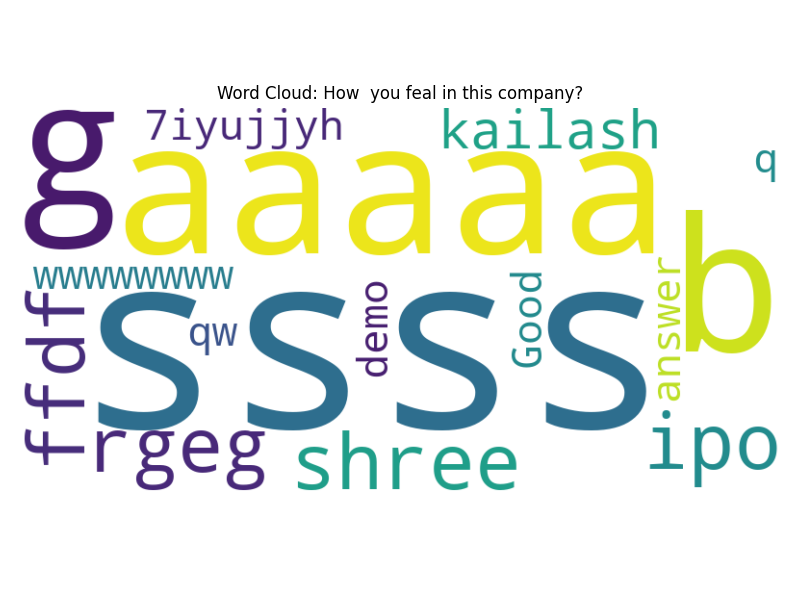 Word Cloud: How  you feal in this company?
g
7iyujjyh
kailash
q
aaaaa
b
wwwwwwwww
ssss
qw
demo
Good
answer
ffdf
rgeg
shree
ipo